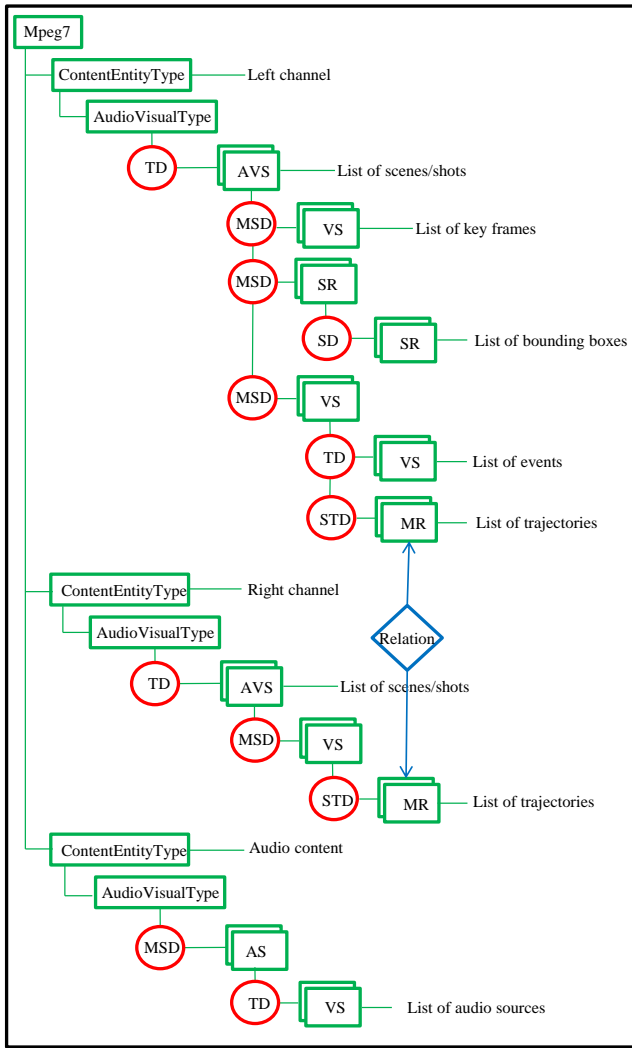 Mpeg7
ContentEntityType Left channel
AudioVisualType
TD AVS List of scenes/shots
MSD VS List of key frames
MSD SR
SD SR List of bounding boxes
MSD VS
TD VS List of events
STD MR List of trajectories
ContentEntityType Right channel
AudioVisualType
Relation
TD AVS List of scenes/shots
MSD VS
STD MR List of trajectories
ContentEntityType Audio content
AudioVisualType
MSD AS
TD VS List of audio sources